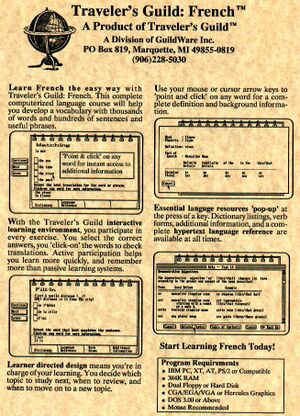 Traveler's Guild: French™
A Product of Traveler's Guild™
A Division of GuildWare Inc.
PO Box 819, Marquette, MI 49855-0819
(906)228-5030
Learn French the easy way with
Traveler's Guild: French. This complete
computerized language course will help
you develop a vocabulary with thousands
of words and hundreds of sentences and
useful phrases.
Matching
'Point & click' on any
word for instant access to
additional information
With the Traveler's Guild interactive
learning environment, you participate in
every exercise. You select the correct
answers, you 'click-on' the words to check
translations. Active participation helps
you learn more quickly, and remember
more than passive learning systems.
Fill-In
Learner directed design means you're in
charge of your learning. You decide which
topic to study next, when to review, and
when to move on to a new topic.
Use your mouse or cursor arrow keys to
'point and click' on any word for a com-
plete definition and background informa-
tion.
Essential language resources 'pop-up' at
the press of a key. Dictionary listings, verb
forms, additional information, and a com-
plete hypertext language reference are
available at all times.
Start Learning French Today!
Program Requirements
• IBM PC, XT, AT, PS/2 or Compatible
• 384K RAM
• Dual Floppy or Hard Disk
• CGA/EGA/VGA or Hercules Graphics
• DOS 3.00 or Above
• Mouse Recommended